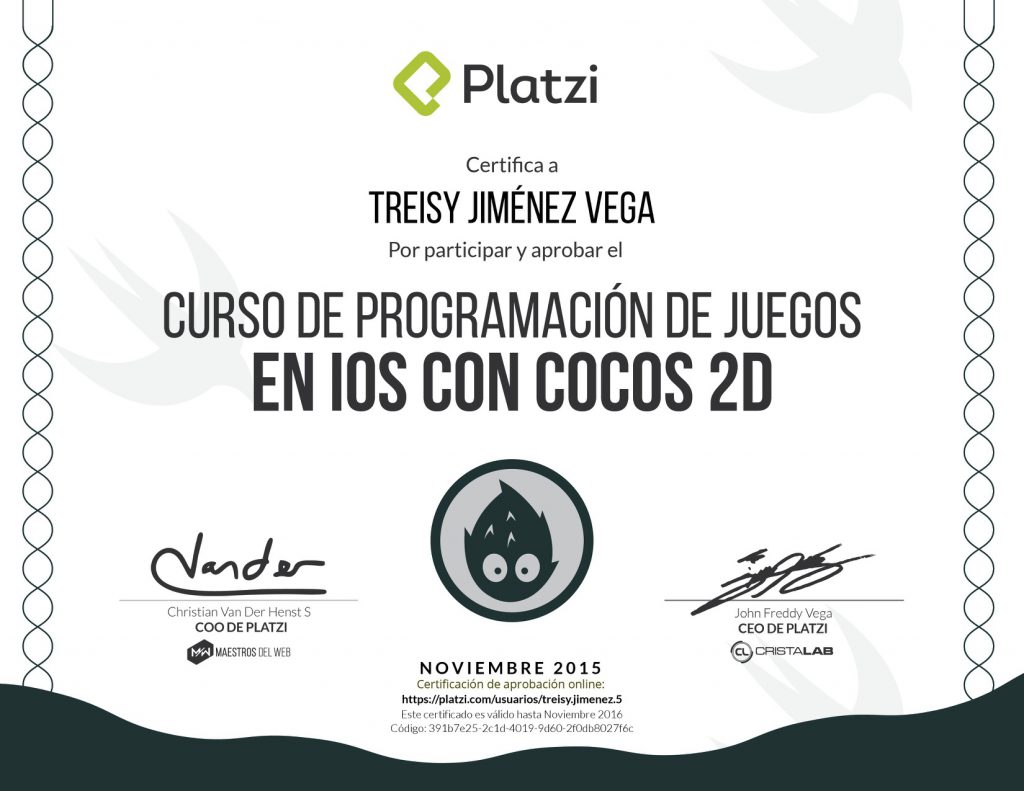 Platzi
Certifica a
TREISY JIMÉNEZ VEGA
Por participar y aprobar el
CURSO DE PROGRAMACIÓN DE JUEGOS
EN IOS CON COCOS 2D
Vander
Christian Van Der Henst S
COO DE PLATZI
MW MAESTROS DEL WEB
John Freddy Vega
CEO DE PLATZI
CL CRISTALAB
NOVIEMBRE 2015
Certificación de aprobación online:
https://platzi.com/usuarios/treisy.jimenez.5
Este certificado es válido hasta Noviembre 2016
Código: 391b7e25-2c1d-4019-9d60-2f0db8027f6c